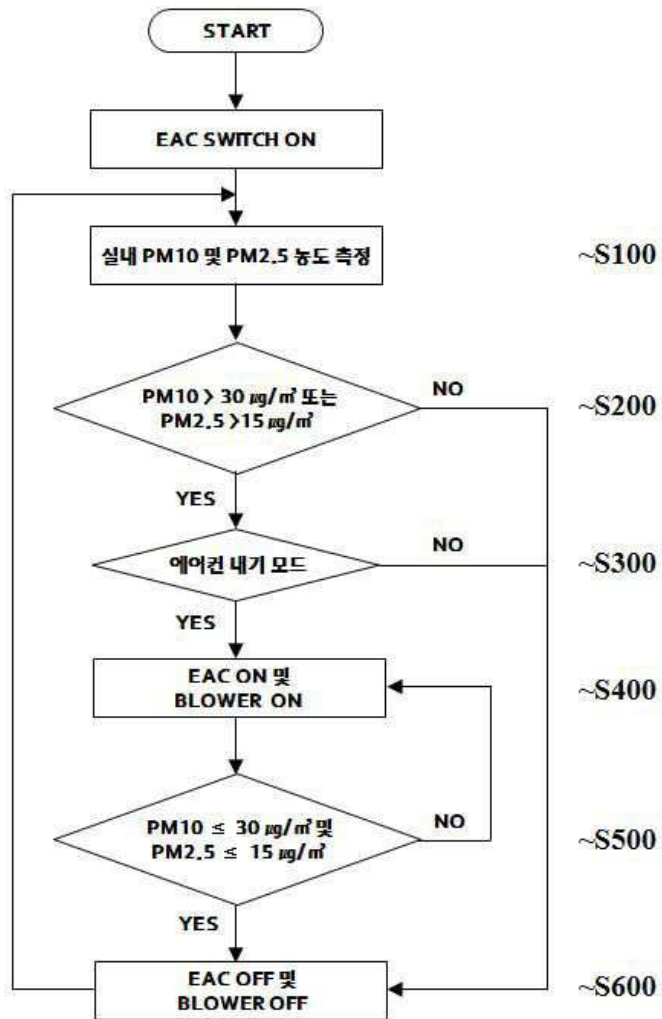 START
EAC SWITCH ON
실내 PM10 및 PM2.5 농도 측정
~S100
PM10 > 30 ㎍/㎥ 또는
PM2.5 >15 ㎍/㎥
NO
~S200
YES
에어컨 내기 모드
NO
~S300
YES
EAC ON 및
BLOWER ON
~S400
PM10 ≤ 30 ㎍/㎥ 및
PM2.5 ≤ 15 ㎍/㎥
NO
~S500
YES
EAC OFF 및
BLOWER OFF
~S600